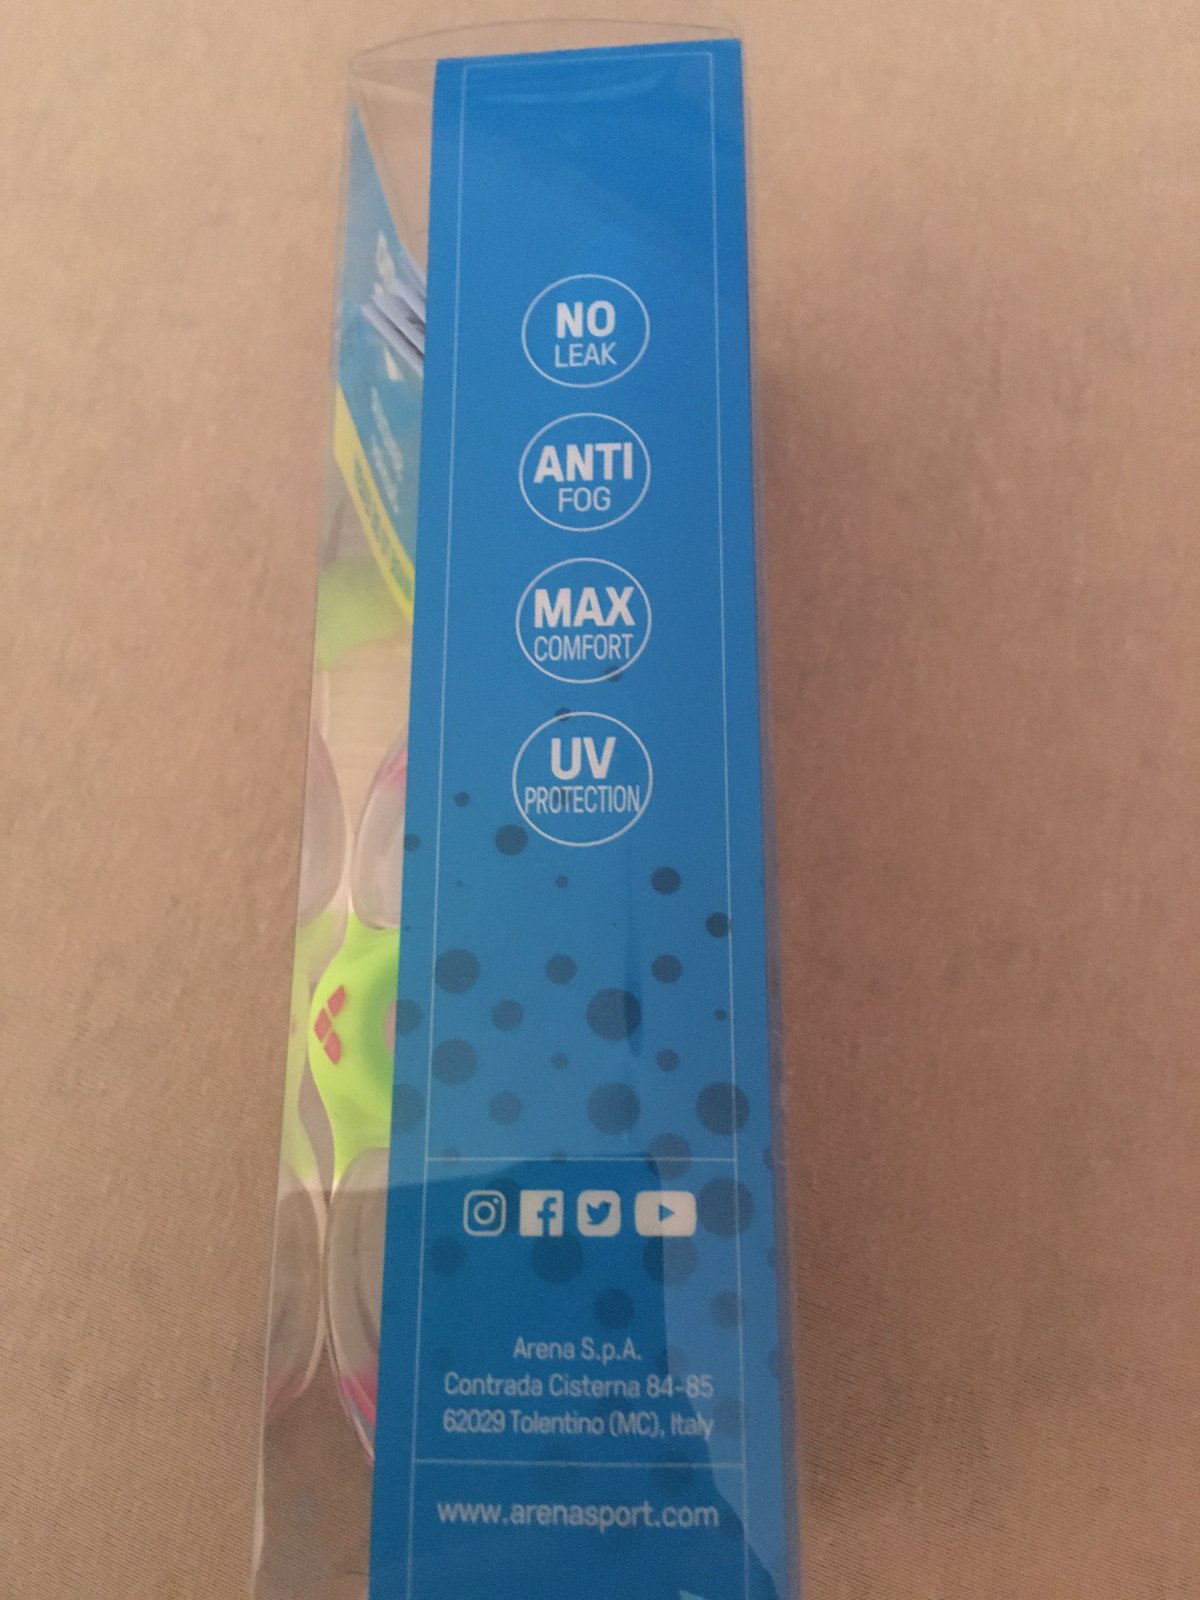 NO
LEAK
ANTI
FOG
MAX
COMFORT
UV
PROTECTION
Arena S.p.A.
Contrada Cisterna 84-85
62029 Tolentino (MC), Italy
www.arenasport.com